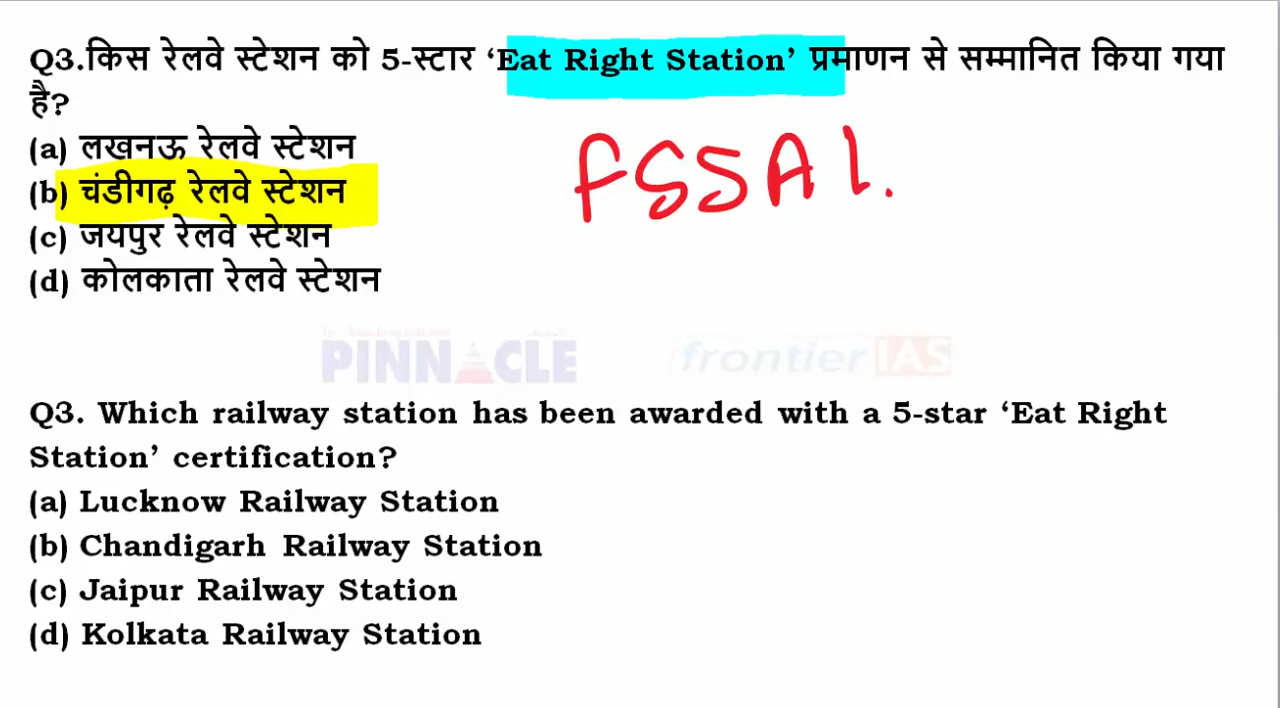 Q3.किस रेलवे स्टेशन को 5-स्टार ‘Eat Right Station’ प्रमाणन से सम्मानित किया गया
है?
(a) लखनऊ रेलवे स्टेशन
FSSAI.
(b) चंडीगढ़ रेलवे स्टेशन
(c) जयपुर रेलवे स्टेशन
(d) कोलकाता रेलवे स्टेशन
PINNACLE
frontier IAS
Q3. Which railway station has been awarded with a 5-star ‘Eat Right
Station’ certification?
(a) Lucknow Railway Station
(b) Chandigarh Railway Station
(c) Jaipur Railway Station
(d) Kolkata Railway Station